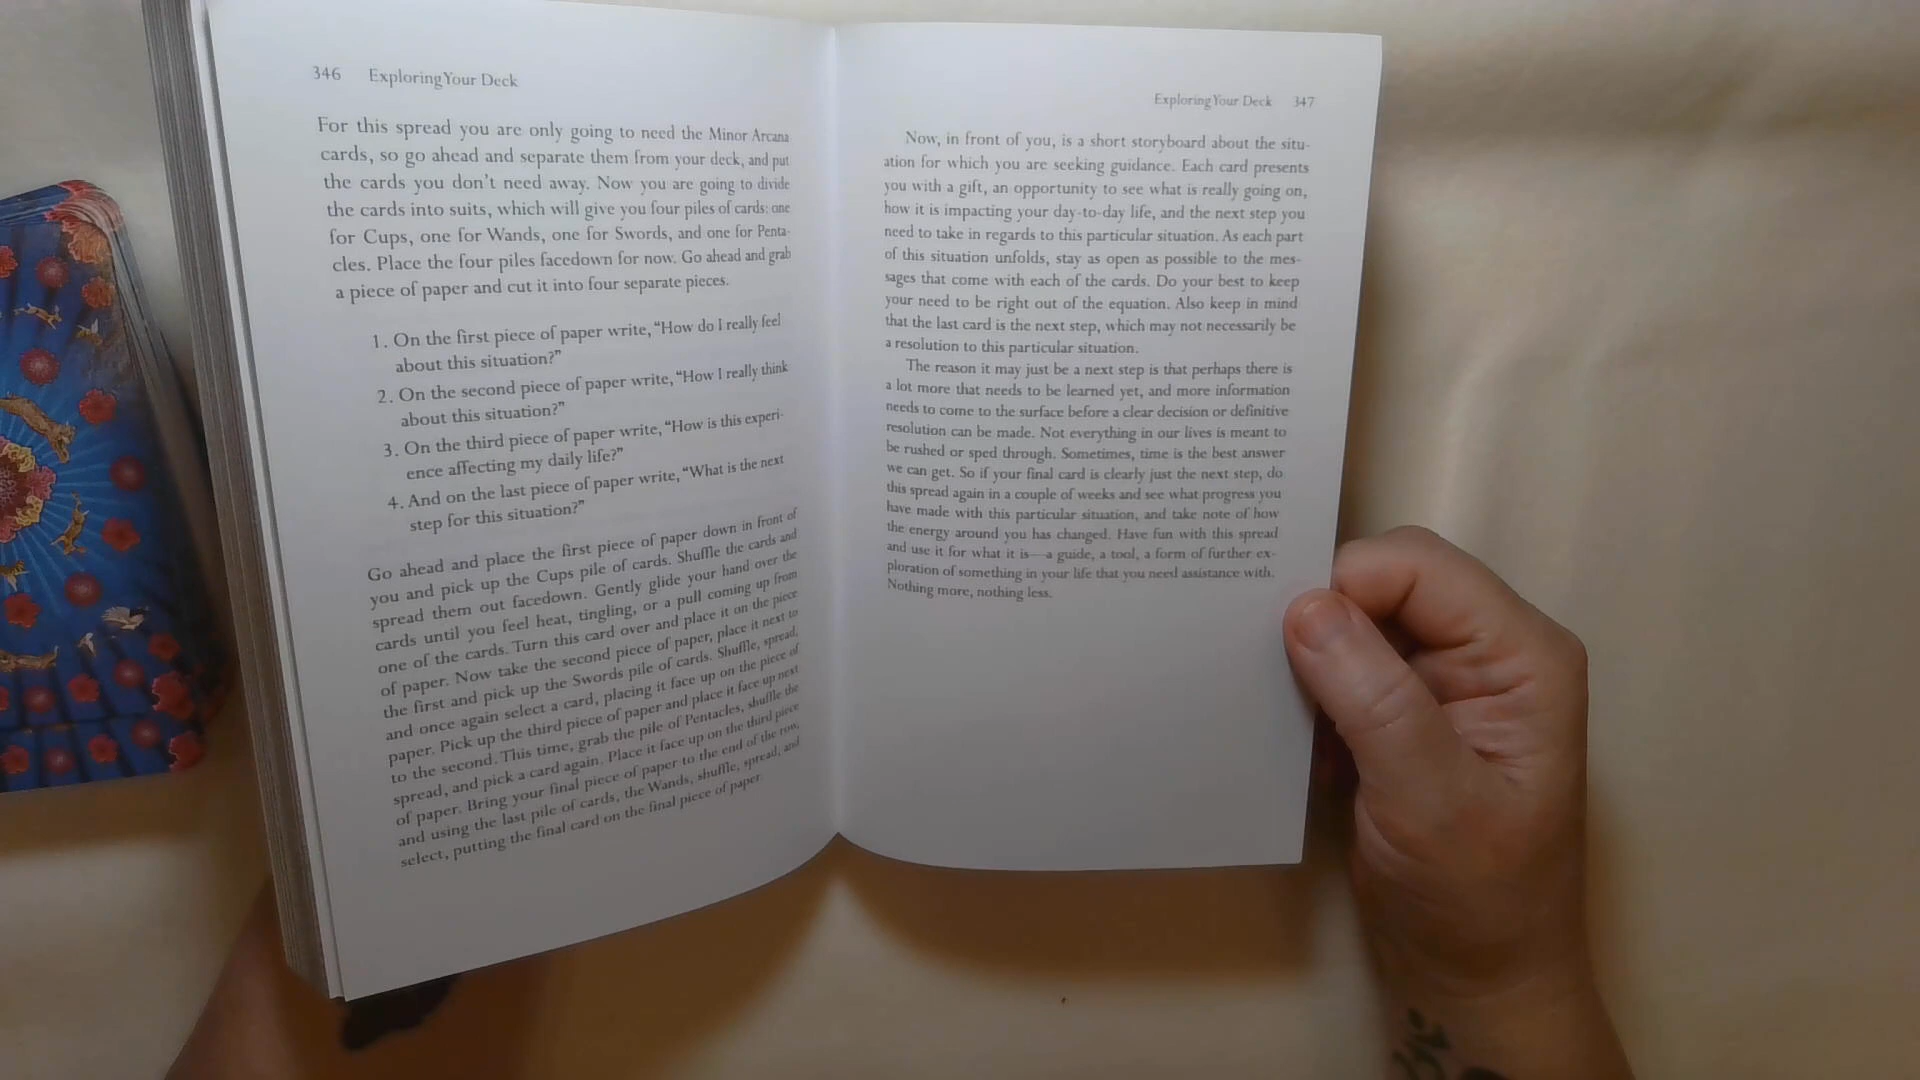 346 Exploring Your Deck
For this spread you are only going to need the Minor Arcana
cards, so go ahead and separate them from your deck, and put
the cards you don't need away. Now you are going to divide
the cards into suits, which will give you four piles of cards: one
for Cups, one for Wands, one for Swords, and one for Penta-
cles. Place the four piles facedown for now. Go ahead and grab
a piece of paper and cut it into four separate pieces.
1. On the first piece of paper write, “How do I really feel
about this situation?”
2. On the second piece of paper write, “How I really think
about this situation?”
3. On the third piece of paper write, “How is this experi-
ence affecting my daily life?”
4. And on the last piece of paper write, “What is the next
step for this situation?”
Go ahead and place the first piece of paper down in front of
you and pick up the Cups pile of cards. Shuffle the cards and
spread them out facedown. Gently glide your hand over the
cards until you feel heat, tingling, or a pull coming up from
one of the cards. Turn this card over and place it on the piece
of paper. Now take the second piece of paper, place it next to
the first and pick up the Swords pile of cards. Shuffle, spread,
and once again select a card, placing it face up on the piece of
paper. Pick up the third piece of paper and place it face up next
to the second. This time, grab the pile of Pentacles, shuffle the
spread, and pick a card again. Place it face up on the third piece
of paper. Bring your final piece of paper to the end of the row,
and using the last pile of cards, the Wands, shuffle, spread, and
select, putting the final card on the final piece of paper.
Exploring Your Deck 347
Now, in front of you, is a short storyboard about the situ-
ation for which you are seeking guidance. Each card presents
you with a gift, an opportunity to see what is really going on,
how it is impacting your day-to-day life, and the next step you
need to take in regards to this particular situation. As each part
of this situation unfolds, stay as open as possible to the mes-
sages that come with each of the cards. Do your best to keep
your need to be right out of the equation. Also keep in mind
that the last card is the next step, which may not necessarily be
a resolution to this particular situation.
The reason it may just be a next step is that perhaps there is
a lot more that needs to be learned yet, and more information
needs to come to the surface before a clear decision or definitive
resolution can be made. Not everything in our lives is meant to
be rushed or sped through. Sometimes, time is the best answer
we can get. So if your final card is clearly just the next step, do
this spread again in a couple of weeks and see what progress you
have made with this particular situation, and take note of how
the energy around you has changed. Have fun with this spread
and use it for what it is—a guide, a tool, a form of further ex-
ploration of something in your life that you need assistance with.
Nothing more, nothing less.